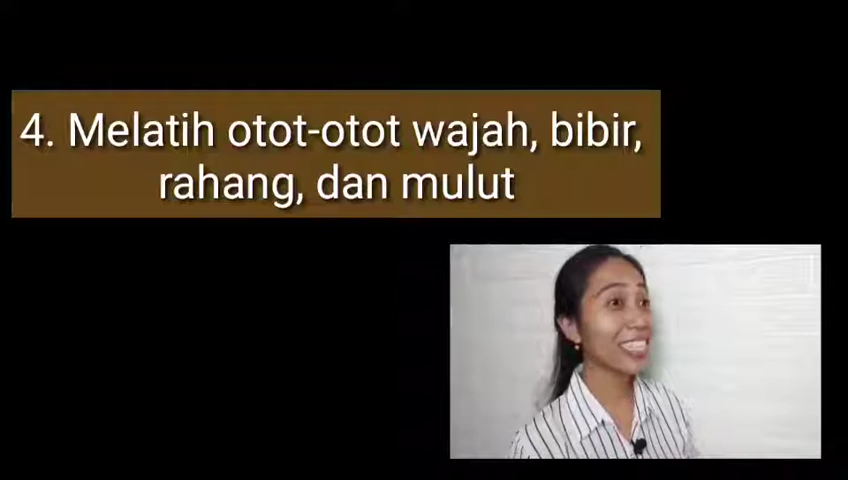 4. Melatih otot-otot wajah, bibir,
rahang, dan mulut